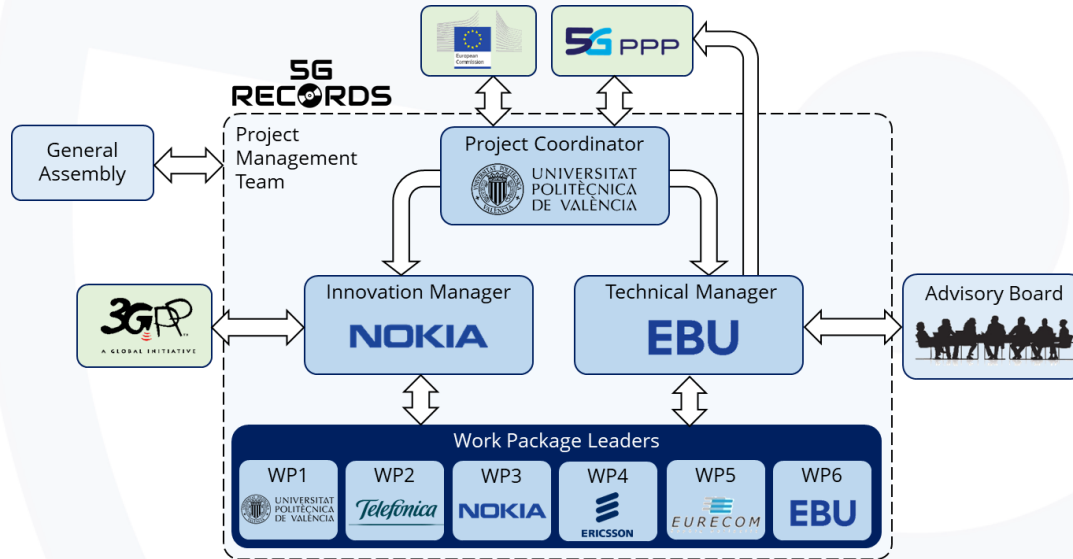 European
Commission
5G PPP
5G
RECORDS
General
Assembly
Project
Management
Team
Project Coordinator
UNIVERSITAT
POLITÈCNICA
DE VALÈNCIA
3GPP
TM
A GLOBAL INITIATIVE
Innovation Manager
NOKIA
Technical Manager
EBU
Advisory Board
Work Package Leaders
WP1
UNIVERSITAT
POLITÈCNICA
DE VALÈNCIA
WP2
Telefónica
WP3
NOKIA
WP4
ERICSSON
WP5
EURECOM
WP6
EBU